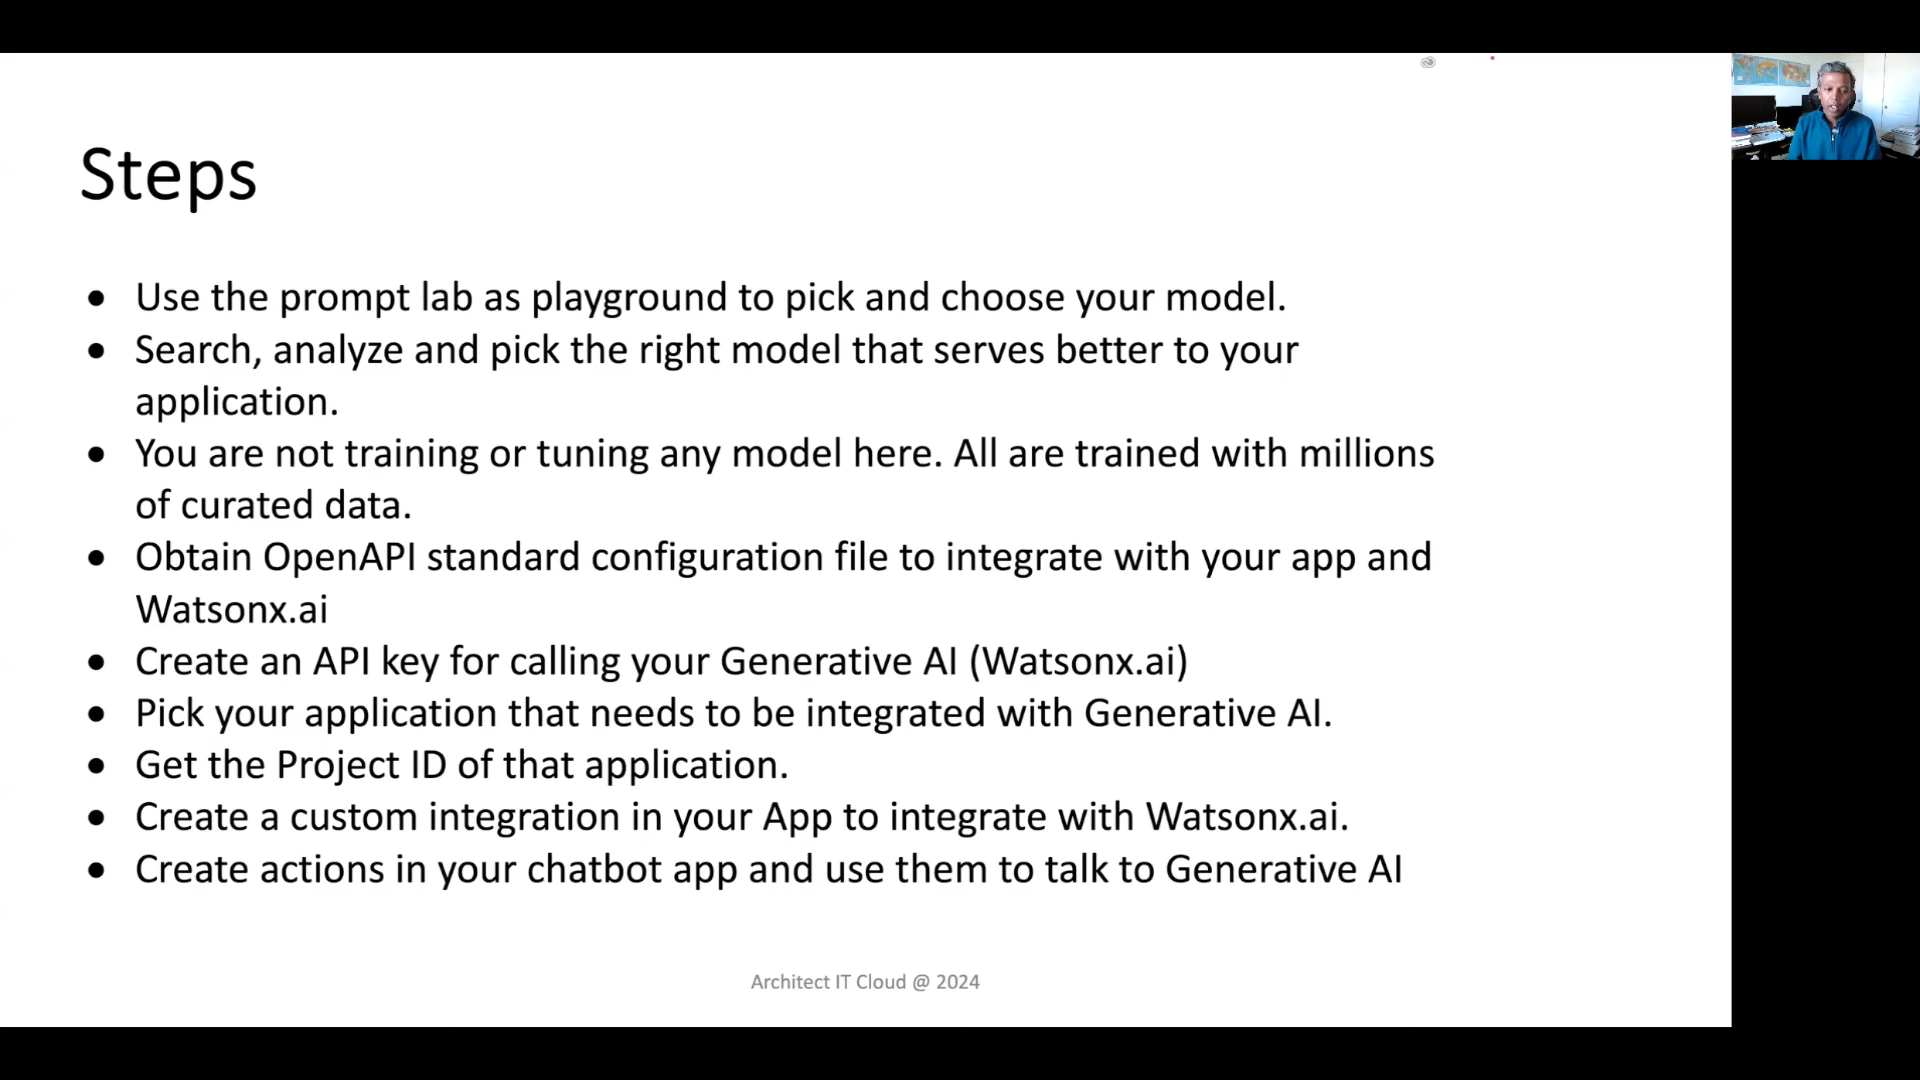 Steps
• Use the prompt lab as playground to pick and choose your model.
• Search, analyze and pick the right model that serves better to your
application.
• You are not training or tuning any model here. All are trained with millions
of curated data.
• Obtain OpenAPI standard configuration file to integrate with your app and
Watsonx.ai
• Create an API key for calling your Generative AI (Watsonx.ai)
• Pick your application that needs to be integrated with Generative AI.
• Get the Project ID of that application.
• Create a custom integration in your App to integrate with Watsonx.ai.
• Create actions in your chatbot app and use them to talk to Generative AI
Architect IT Cloud @ 2024